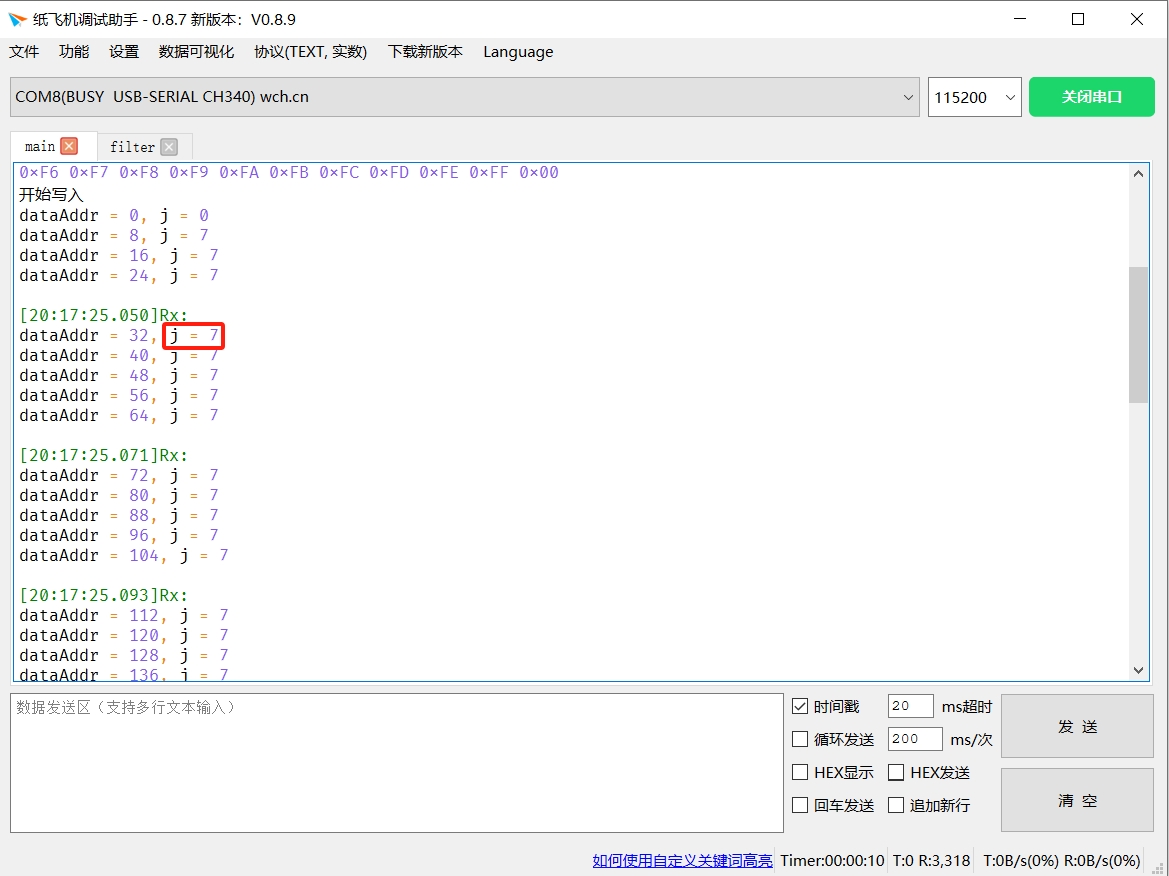 纸飞机调试助手 - 0.8.7 新版本：V0.8.9
文件 功能 设置 数据可视化 协议(TEXT, 实数) 下载新版本 Language
COM8(BUSY  USB-SERIAL CH340) wch.cn 115200 关闭串口
main filter
0×F6 0×F7 0×F8 0×F9 0×FA 0×FB 0×FC 0×FD 0×FE 0×FF 0×00
开始写入
dataAddr = 0, j = 0
dataAddr = 8, j = 7
dataAddr = 16, j = 7
dataAddr = 24, j = 7
[20:17:25.050]Rx:
dataAddr = 32, j = 7
dataAddr = 40, j = 7
dataAddr = 48, j = 7
dataAddr = 56, j = 7
dataAddr = 64, j = 7
[20:17:25.071]Rx:
dataAddr = 72, j = 7
dataAddr = 80, j = 7
dataAddr = 88, j = 7
dataAddr = 96, j = 7
dataAddr = 104, j = 7
[20:17:25.093]Rx:
dataAddr = 112, j = 7
dataAddr = 120, j = 7
dataAddr = 128, j = 7
dataAddr = 136, j = 7
数据发送区（支持多行文本输入）
时间戳 20 ms超时
循环发送 200 ms/次
发 送
HEX显示 HEX发送
回车发送 追加新行
清 空
如何使用自定义关键词高亮 Timer:00:00:10 T:0 R:3,318 T:0B/s(0%) R:0B/s(0%)